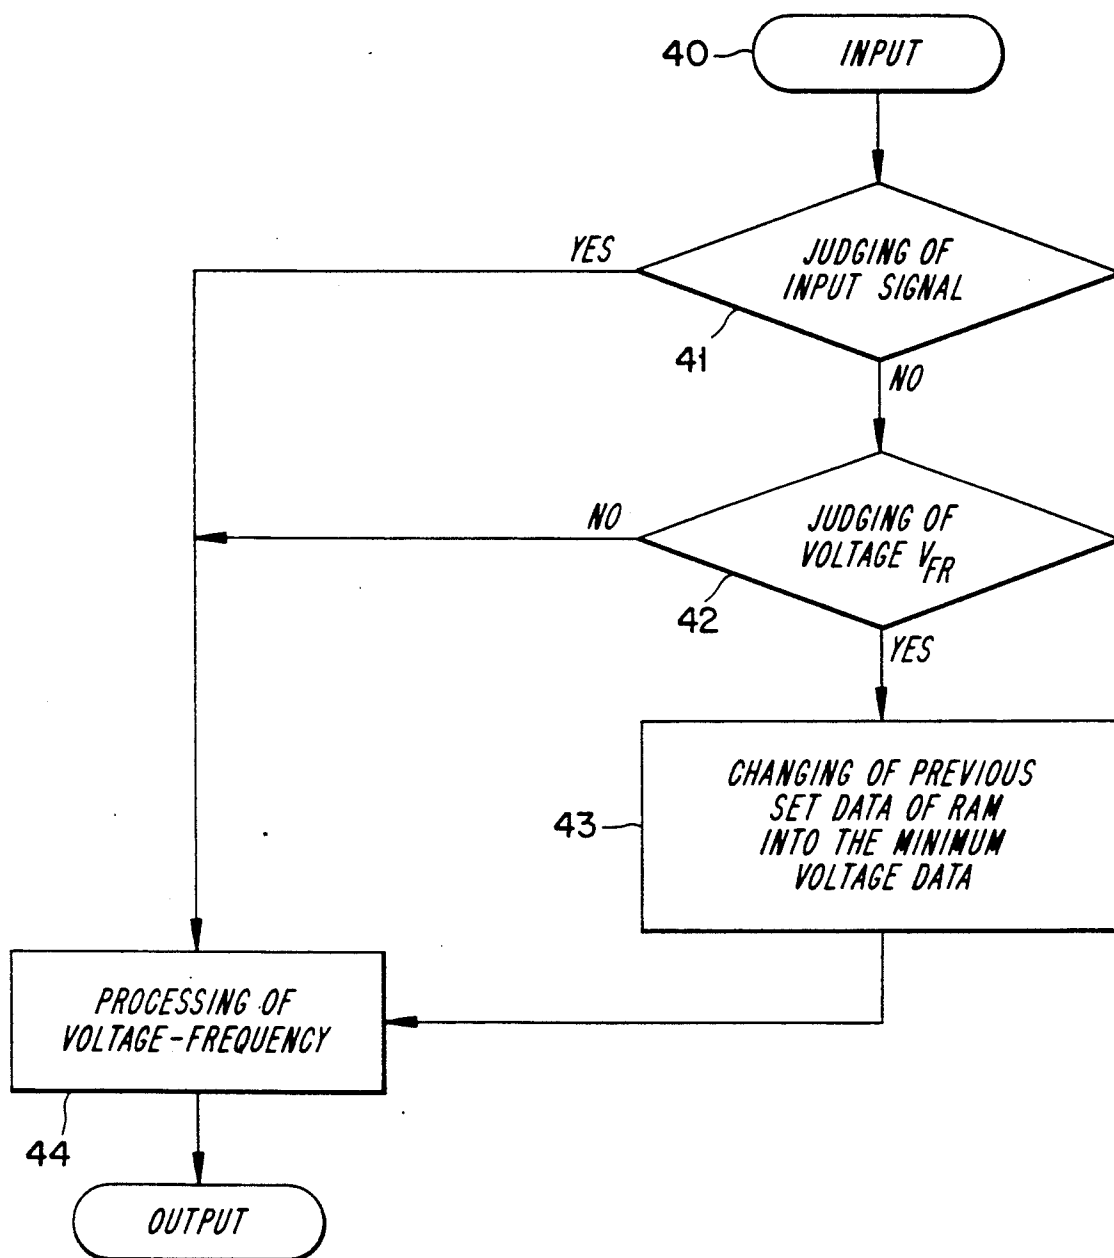 40
INPUT
YES
JUDGING OF
INPUT SIGNAL
41
NO
NO
JUDGING OF
VOLTAGE VFR
42
YES
CHANGING OF PREVIOUS
SET DATA OF RAM
INTO THE MINIMUM
VOLTAGE DATA
43
PROCESSING OF
VOLTAGE-FREQUENCY
44
OUTPUT